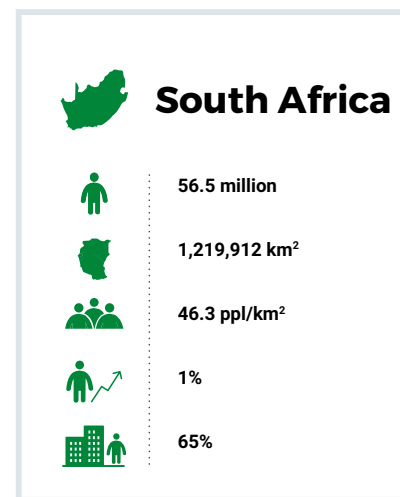 South Africa
56.5 million
1,219,912 km²
46.3 ppl/km²
1%
65%